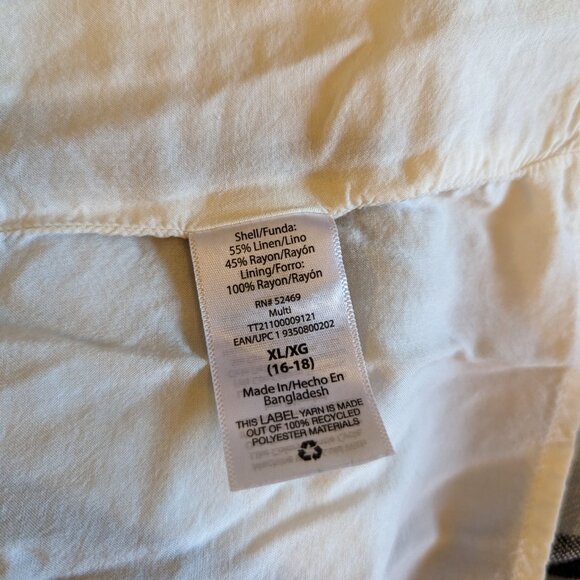 Shell/Funda:
55% Linen/Lino
45% Rayon/Rayón
Lining/Forro:
100% Rayon/Rayón
RN# 52469
Multi
TT21100009121
EAN/UPC 1 9350800202
XL/XG
(16-18)
Made In/Hecho En
Bangladesh
THIS LABEL YARN IS MADE
OUT OF 100% RECYCLED
POLYESTER MATERIALS